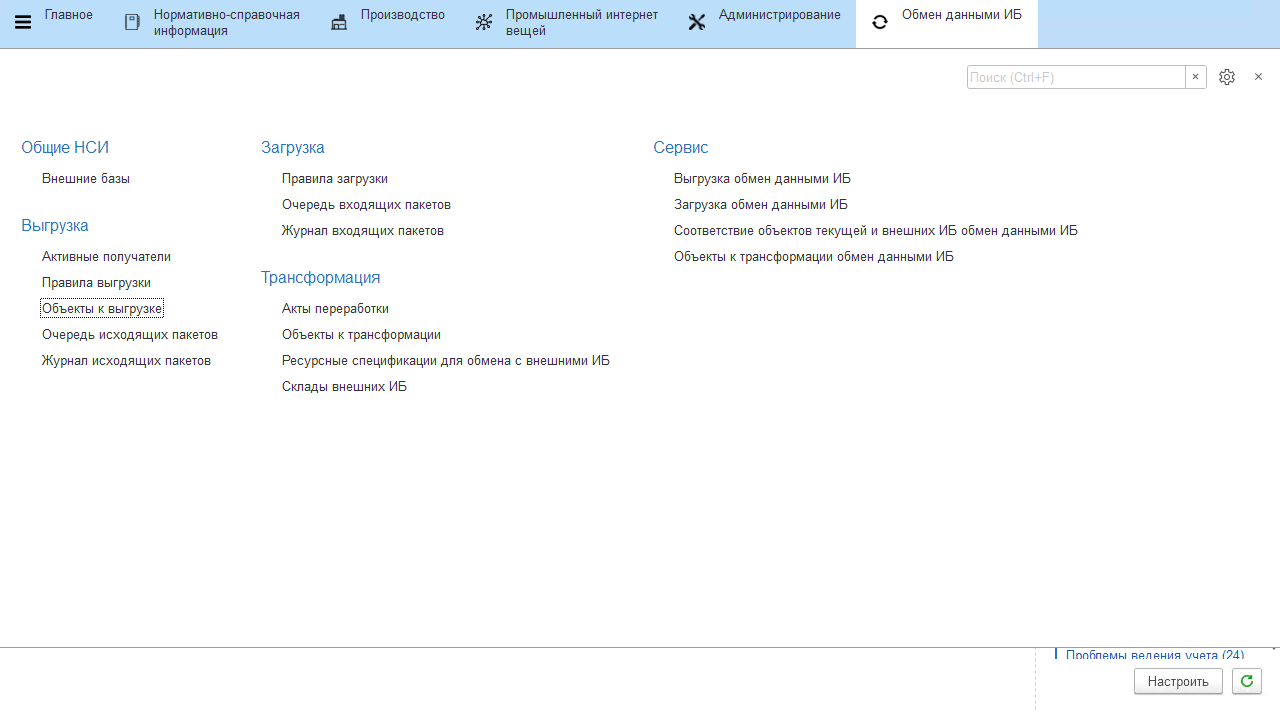 Главное
Нормативно-справочная
информация
Производство
Промышленный интернет
вещей
Администрирование
Обмен данными ИБ
Поиск (Ctrl+F)
Общие НСИ
Внешние базы
Выгрузка
Активные получатели
Правила выгрузки
Объекты к выгрузке
Очередь исходящих пакетов
Журнал исходящих пакетов
Загрузка
Правила загрузки
Очередь входящих пакетов
Журнал входящих пакетов
Трансформация
Акты переработки
Объекты к трансформации
Ресурсные спецификации для обмена с внешними ИБ
Склады внешних ИБ
Сервис
Выгрузка обмен данными ИБ
Загрузка обмен данными ИБ
Соответствие объектов текущей и внешних ИБ обмен данными ИБ
Объекты к трансформации обмен данными ИБ
Проблемы ведения учета (24)
Настроить